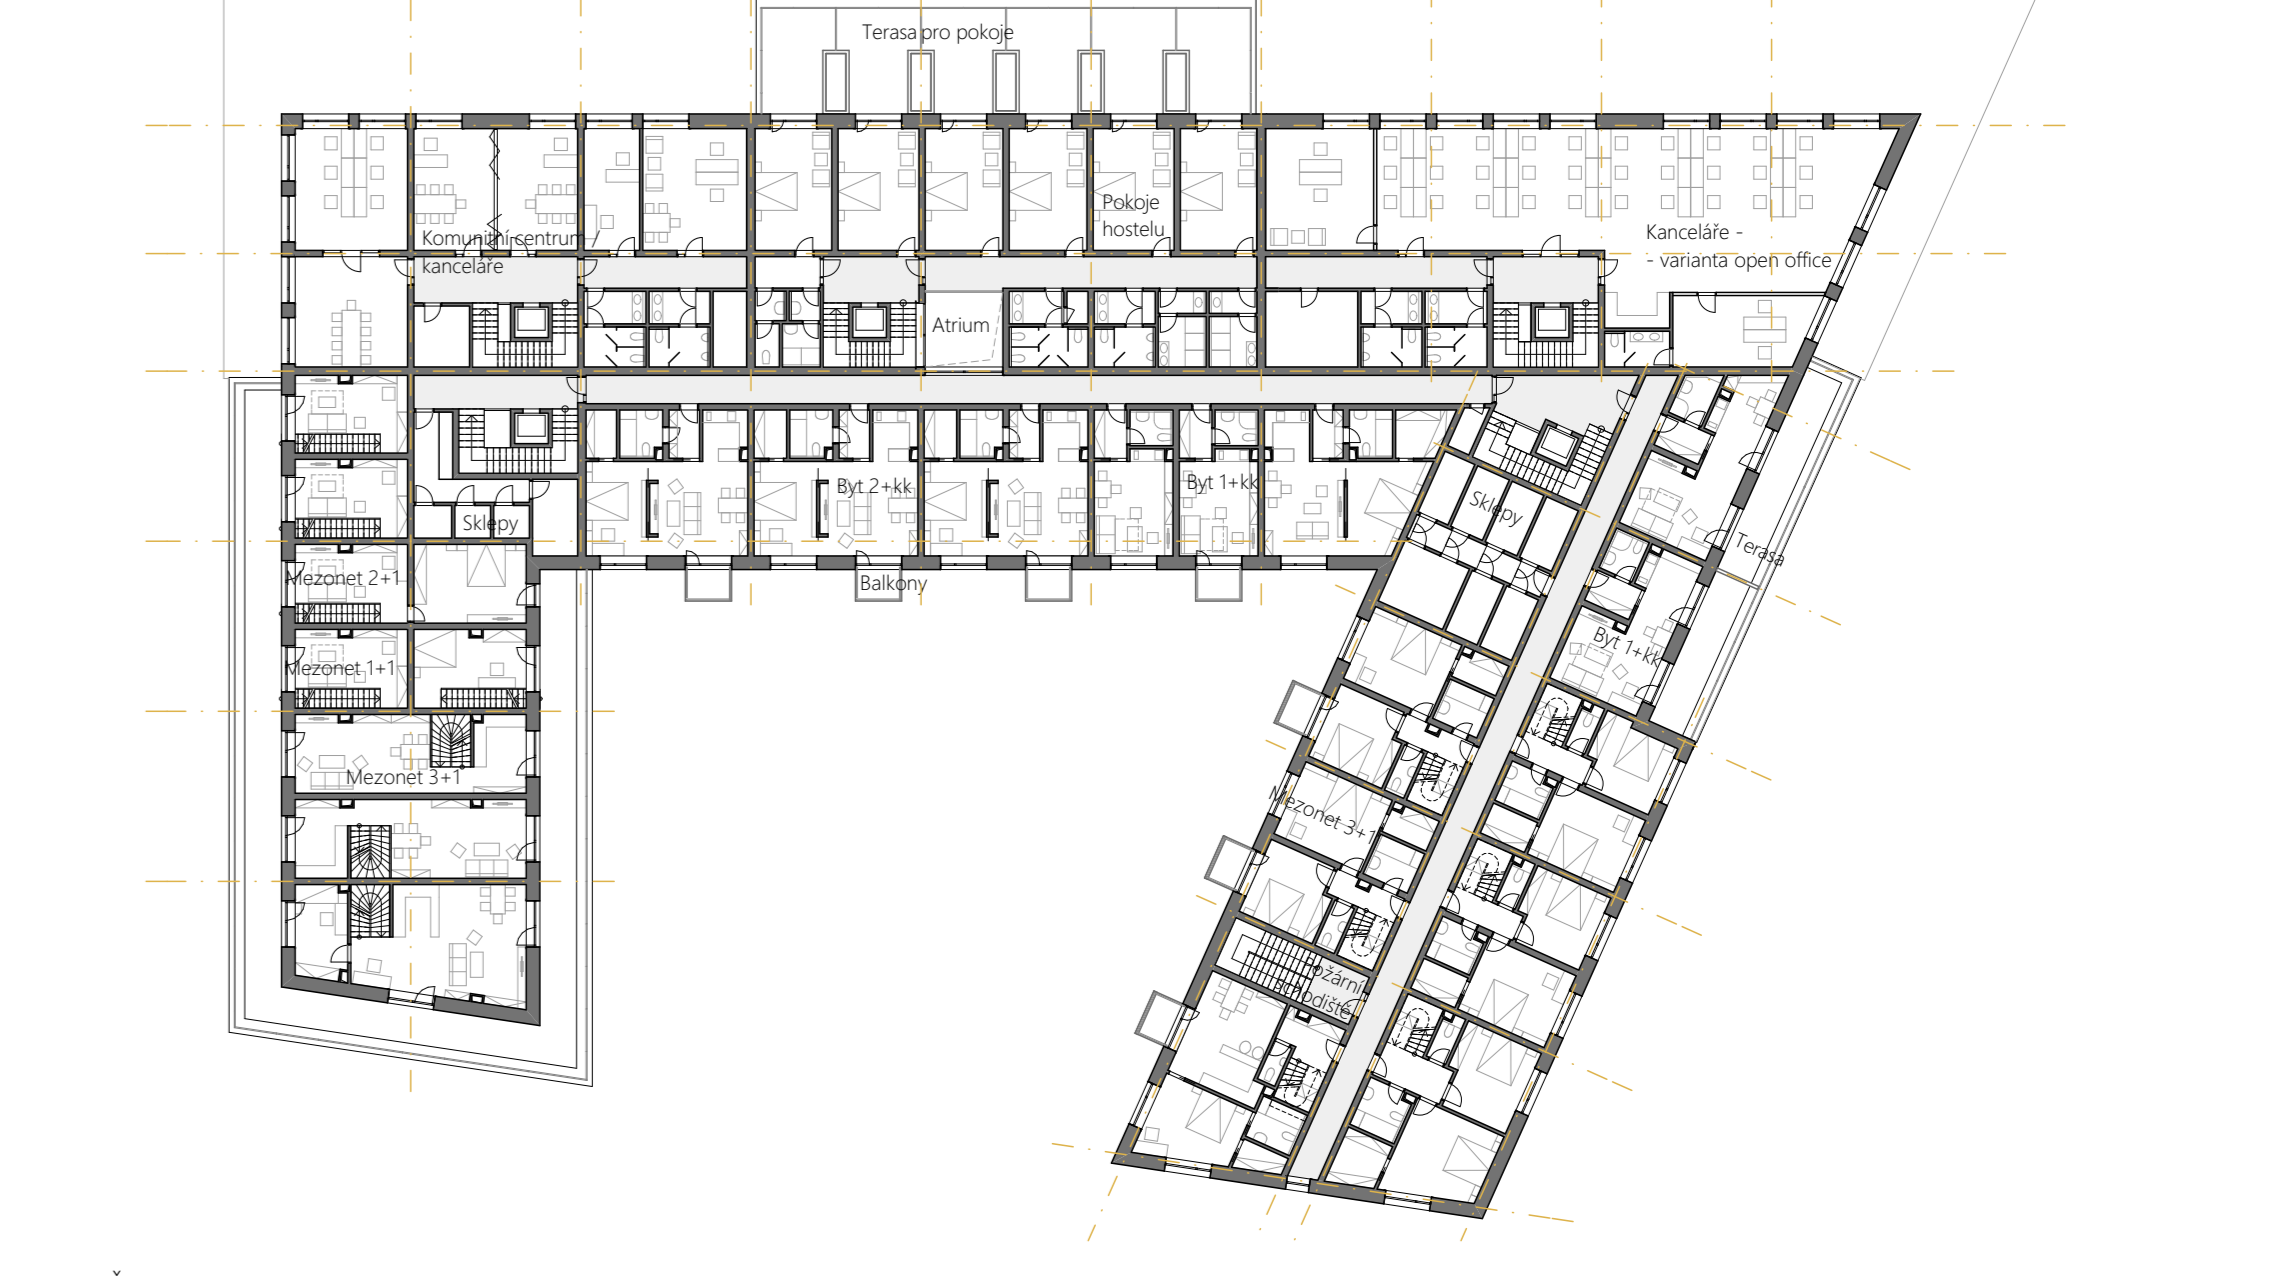 Terasa pro pokoje
Pokoje
hostelu
Komunitní centrum /
kanceláře
Kanceláře -
- varianta open office
Atrium
Byt 2+kk
Byt 1+kk
Sklepy
Sklepy
Terasa
Mezonet 2+1
Balkony
Byt 1+kk
Mezonet 1+1
Mezonet 3+1
Mezonet 3+1
Požární
schodiště